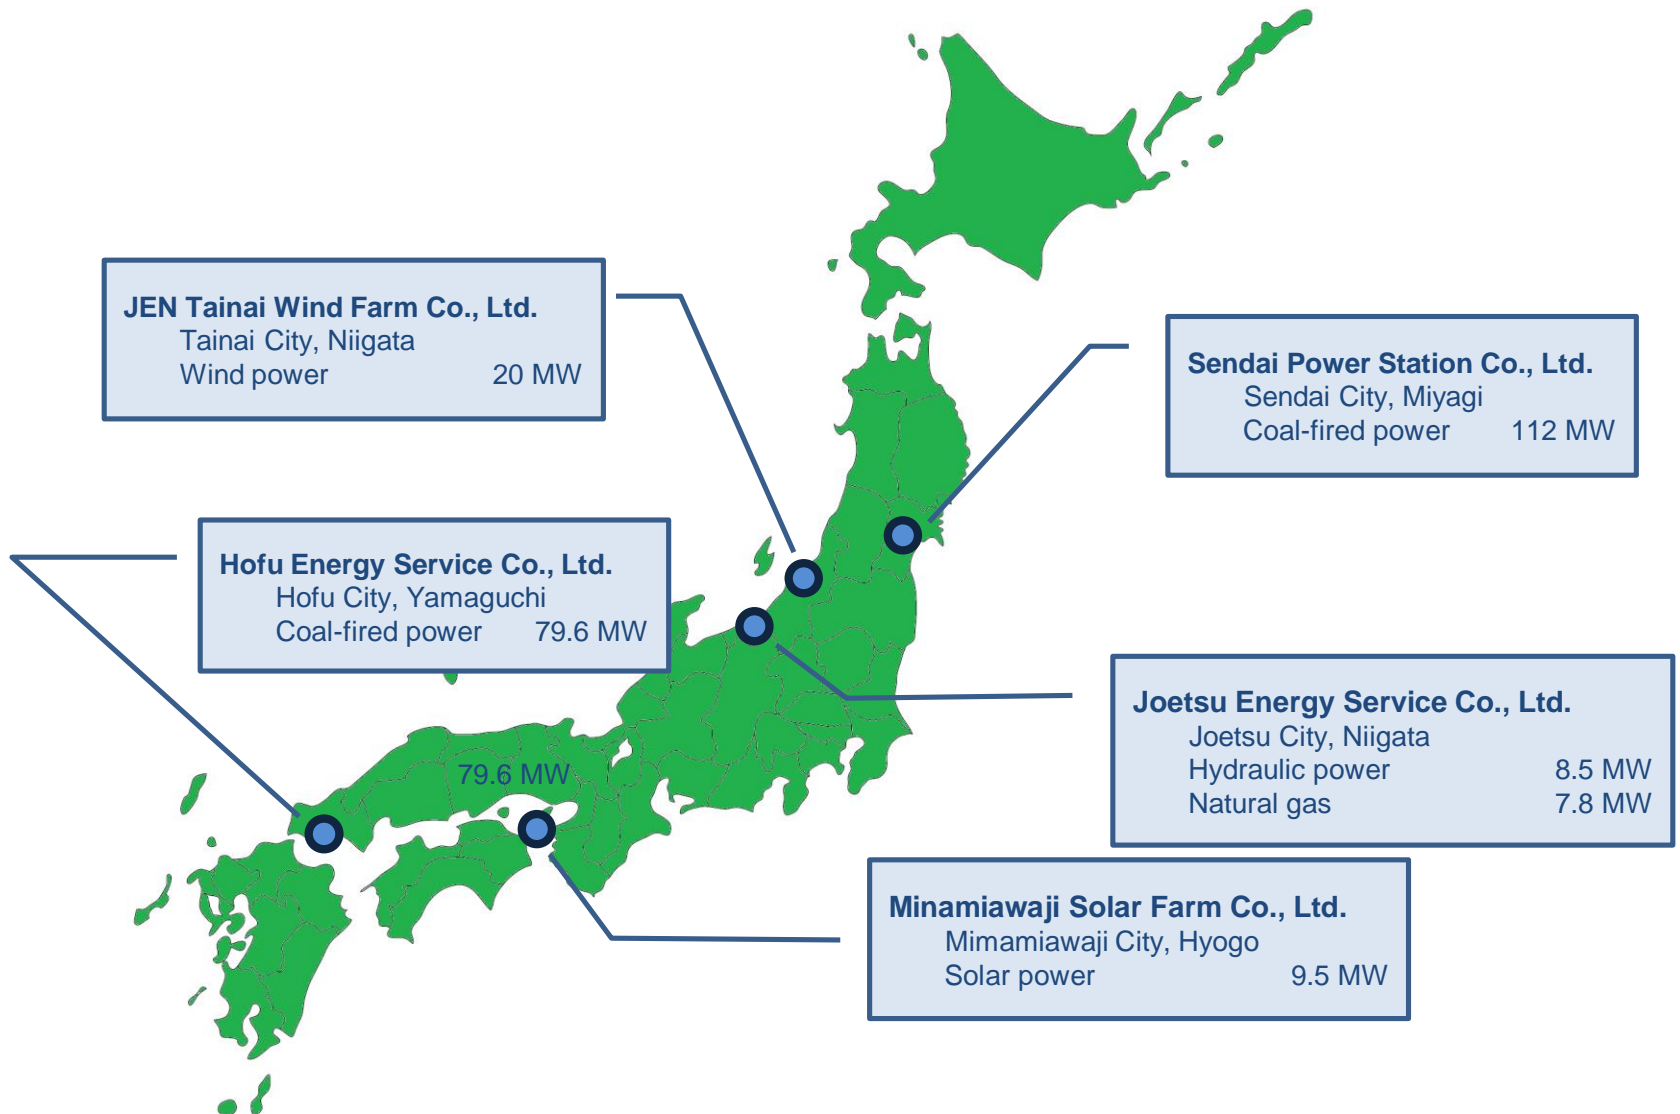 JEN Tainai Wind Farm Co., Ltd.
Tainai City, Niigata
Wind power 20 MW
Sendai Power Station Co., Ltd.
Sendai City, Miyagi
Coal-fired power 112 MW
Hofu Energy Service Co., Ltd.
Hofu City, Yamaguchi
Coal-fired power 79.6 MW
Joetsu Energy Service Co., Ltd.
Joetsu City, Niigata
Hydraulic power 8.5 MW
Natural gas 7.8 MW
79.6 MW
Minamiawaji Solar Farm Co., Ltd.
Mimamiawaji City, Hyogo
Solar power 9.5 MW